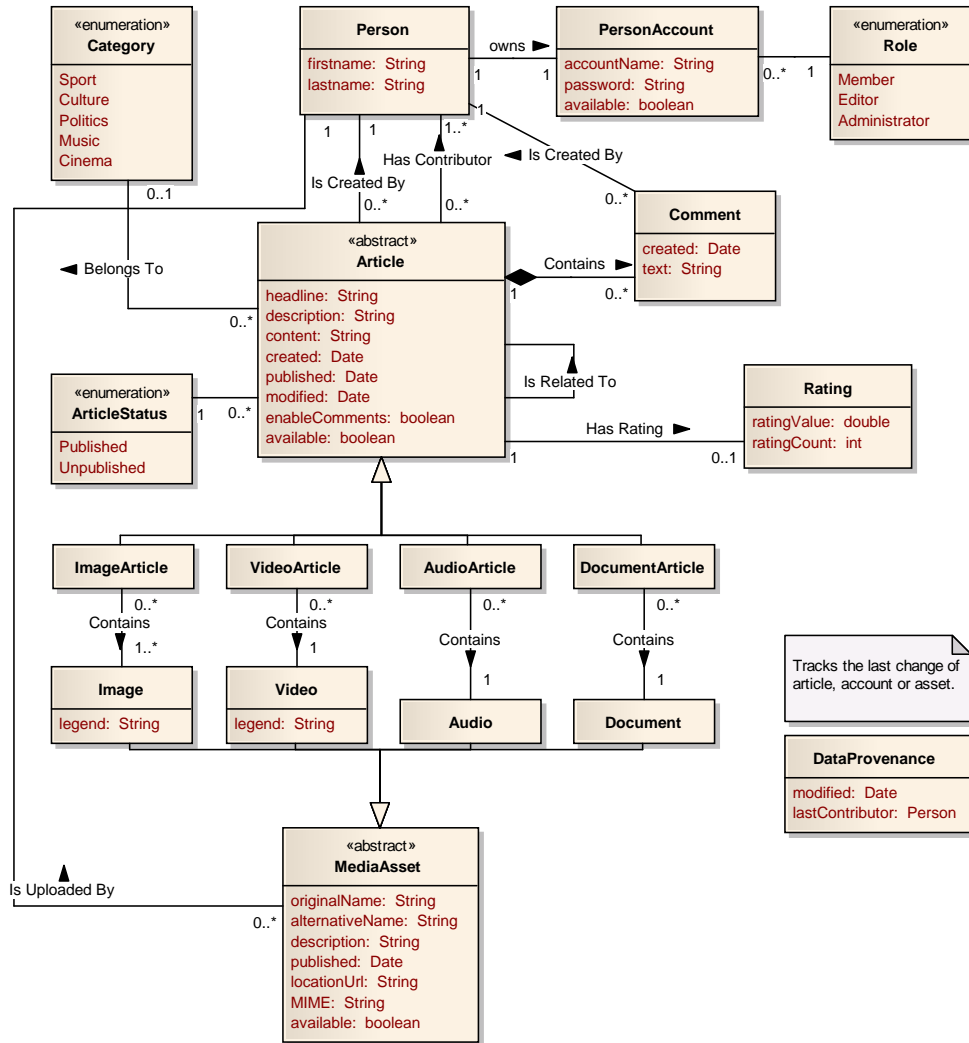 «enumeration»
Category
Sport
Culture
Politics
Music
Cinema
Person
firstname: String
lastname: String
owns
1
1
PersonAccount
accountName: String
password: String
available: boolean
0..*
1
«enumeration»
Role
Member
Editor
Administrator
1
1
1..*
1
Has Contributor
Is Created By
Is Created By
0..1
0..*
0..*
0..*
Comment
created: Date
text: String
Belongs To
0..*
«abstract»
Article
headline: String
description: String
content: String
created: Date
published: Date
modified: Date
enableComments: boolean
available: boolean
Contains
1
0..*
Is Related To
«enumeration»
ArticleStatus
Published
Unpublished
1
0..*
Has Rating
1
0..1
Rating
ratingValue: double
ratingCount: int
ImageArticle
VideoArticle
AudioArticle
DocumentArticle
0..*
0..*
0..*
0..*
Contains
Contains
Contains
Contains
1..*
1
1
1
Image
legend: String
Video
legend: String
Audio
Document
Tracks the last change of
article, account or asset.
DataProvenance
modified: Date
lastContributor: Person
Is Uploaded By
0..*
«abstract»
MediaAsset
originalName: String
alternativeName: String
description: String
published: Date
locationUrl: String
MIME: String
available: boolean